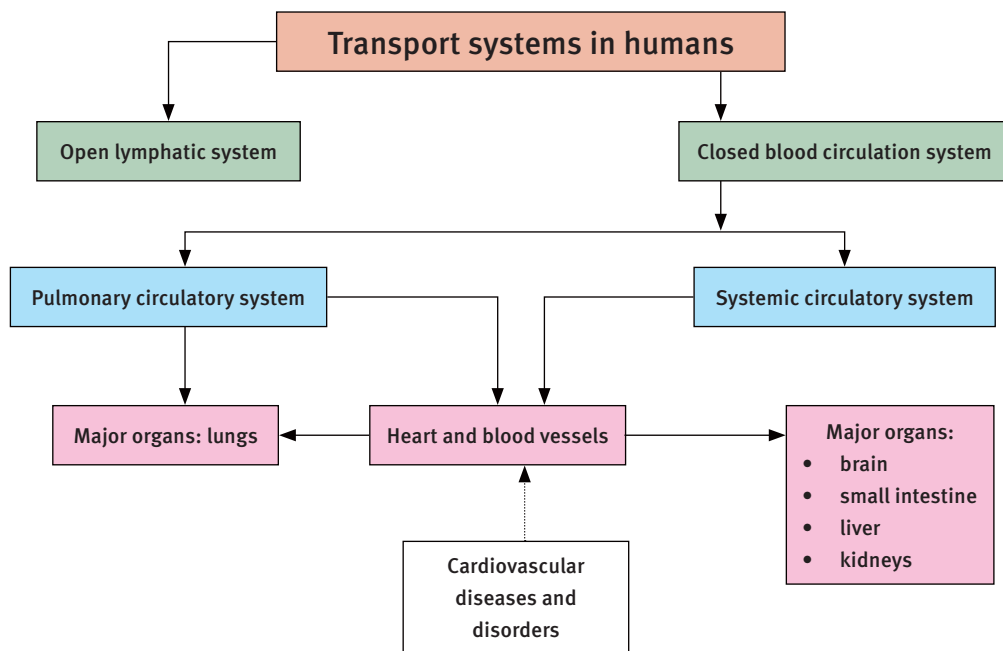 Transport systems in humans
Open lymphatic system
Closed blood circulation system
Pulmonary circulatory system
Systemic circulatory system
Major organs: lungs
Heart and blood vessels
Major organs:
• brain
• small intestine
• liver
• kidneys
Cardiovascular
diseases and
disorders